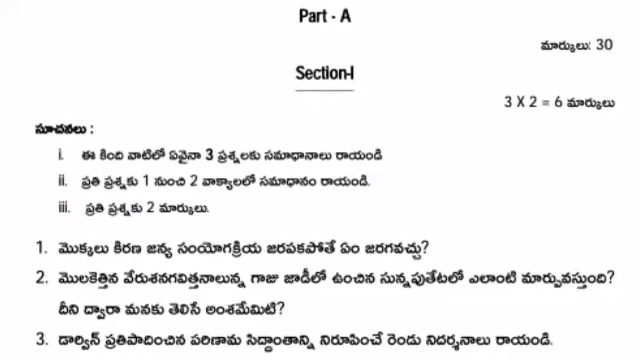 Part - A
మార్కులు: 30
Section-I
3 X 2 = 6 మార్కులు
సూచనలు :
i. ఈ కింది వాటిలో ఏవైనా 3 ప్రశ్నలకు సమాధానాలు రాయండి
ii. ప్రతి ప్రశ్నకు 1 నుంచి 2 వాక్యాలలో సమాధానం రాయండి.
iii. ప్రతి ప్రశ్నకు 2 మార్కులు.
1. మొక్కలు కిరణ జన్య సంయోగక్రియ జరపకపోతే ఏం జరగవచ్చు?
2. మొలకెత్తిన వేరుశనగవిత్తనాలున్న గాజు జాడీలో ఉంచిన సున్నపుతేటలో ఎలాంటి మార్పువస్తుంది?
దీని ద్వారా మనకు తెలిసే అంశమేమిటి?
3. డార్విన్ ప్రతిపాదించిన పరిణామ సిద్ధాంతాన్ని నిరూపించే రెండు నిదర్శనాలు రాయండి.